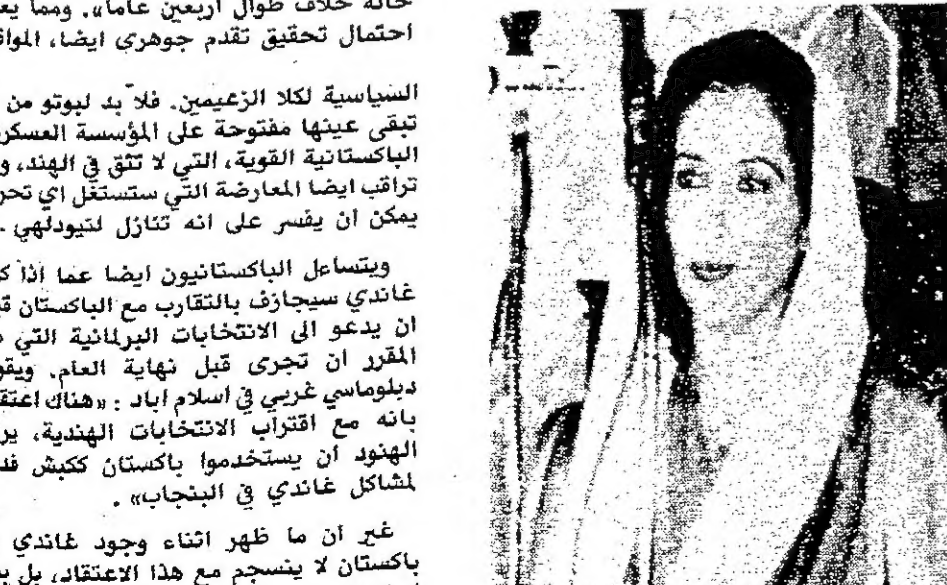 حالة خلاف طوال اربعين عاما». ومما يع
احتمال تحقيق تقدم جوهري ايضا، المواق
السياسية لكلا الزعيمين. فلا بد لبوتو من
تبقى عينها مفتوحة على المؤسسة العسكر
الباكستانية القوية، التي لا تثق في الهند، و
تراقب ايضا المعارضة التي ستستغل اي تحر
يمكن ان يفسر على انه تنازل لنيودلهي .
ويتساءل الباكستانيون ايضا عما اذا ك
غاندي سيجازف بالتقارب مع الباكستان ق
ان يدعو الى الانتخابات البرلمانية التي
المقرر ان تجرى قبل نهاية العام. ويقو
دبلوماسي غربي في اسلام اباد : «هناك اعتق
بانه مع اقتراب الانتخابات الهندية، ير
الهنود ان يستخدموا باكستان ككبش فد
لمشاكل غاندي في البنجاب» .
غير ان ما ظهر اثناء وجود غاندي
باكستان لا ينسجم مع هذا الاعتقاد، بل